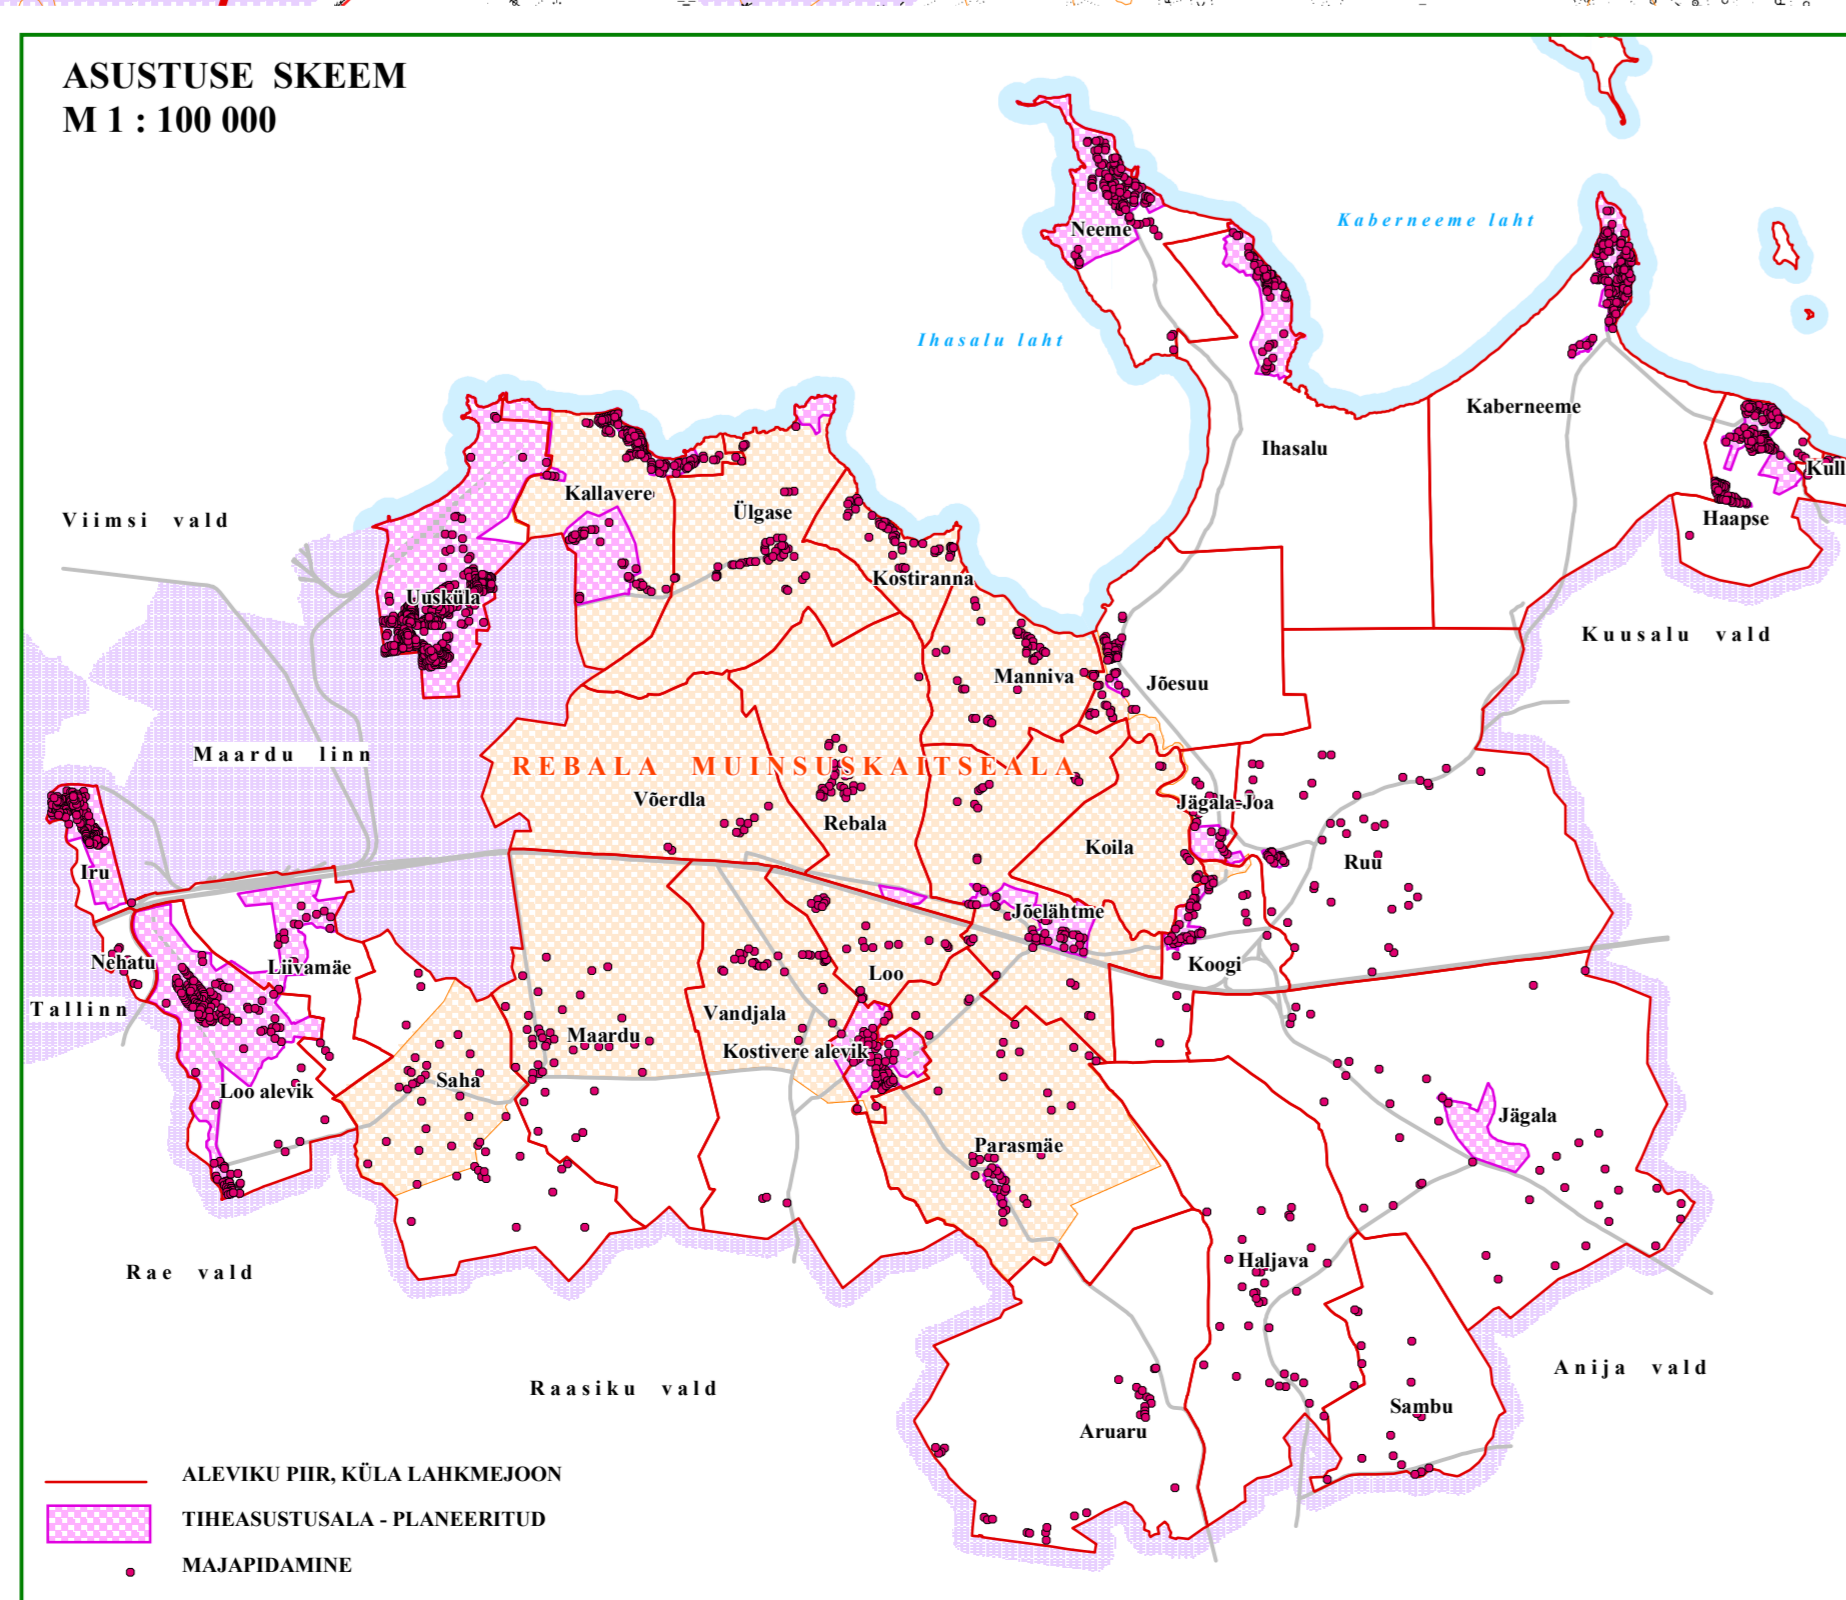 ASUSTUSE SKEEM
M 1 : 100 000
Neeme
Kaberneeme laht
Ihasalu laht
Kaberneeme
Ihasalu
Kull
Kallavere
Ülgase
Haapse
Viimsi vald
Kostiranna
Uusküla
Kuusalu vald
Manniva
Jõesuu
Maardu linn
REBALA MUINSUSKAITSEALA
Võerdla
Rebala
Jägala-Joa
Koila
Ruu
Iru
Jõelähtme
Nehatu
Liivamäe
Loo
Koogi
Tallinn
Vandjala
Maardu
Kostivere alevik
Saha
Loo alevik
Jägala
Parasmäe
Rae vald
Haljava
Raasiku vald
Anija vald
Sambu
Aruaru
ALEVIKU PIIR, KÜLA LAHKMEJOON
TIHEASUSTUSALA - PLANEERITUD
MAJAPIDAMINE